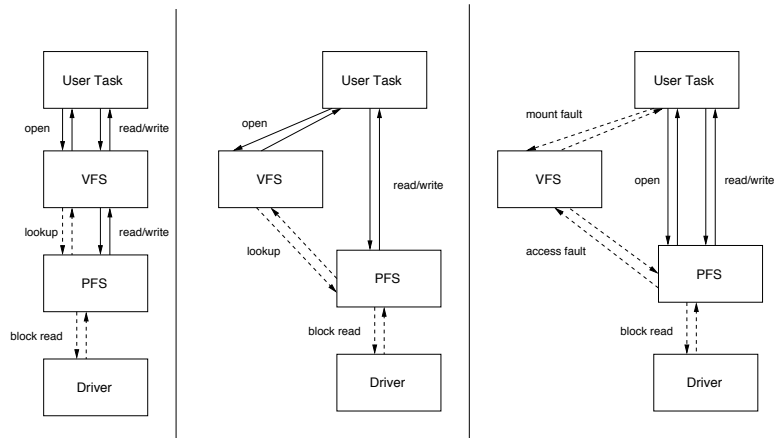 User Task
open
read/write
VFS
lookup
read/write
PFS
block read
Driver
User Task
open
VFS
read/write
lookup
PFS
block read
Driver
User Task
mount fault
VFS
open
read/write
access fault
PFS
block read
Driver